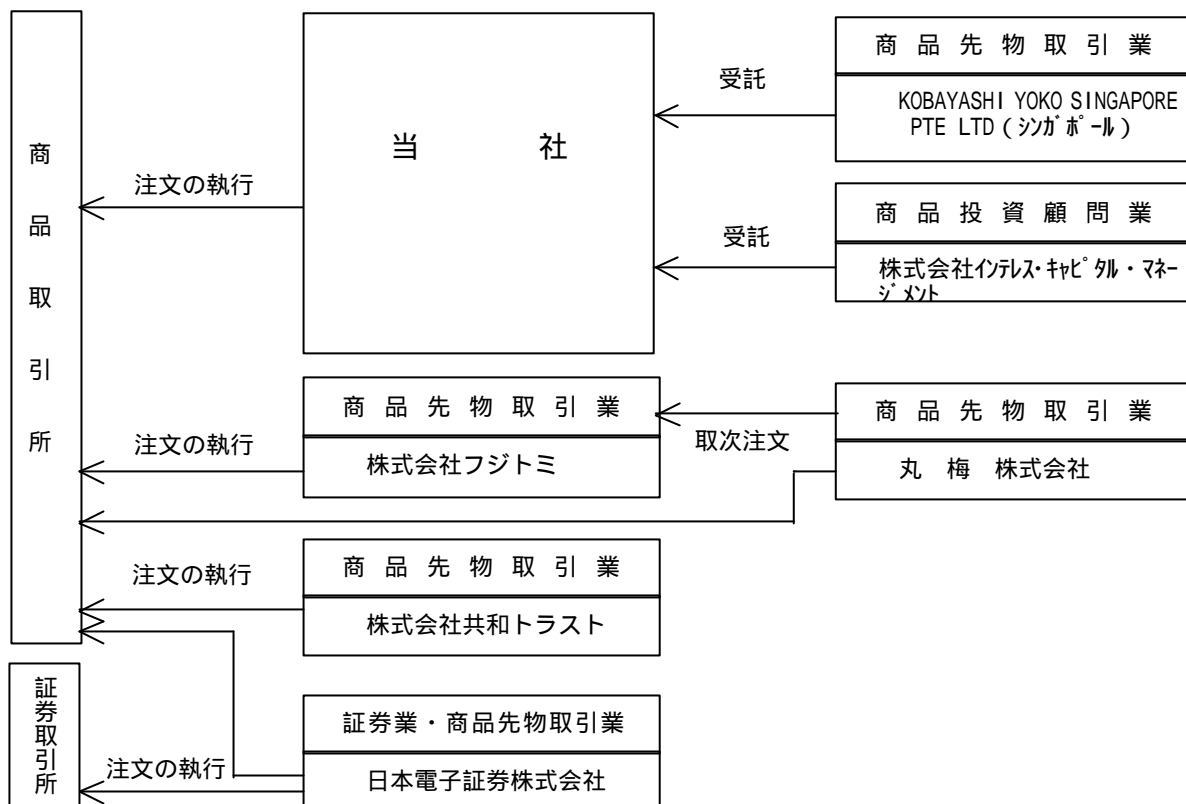 商品取引所
証券取引所
当社
注文の執行
受託
商品先物取引業
KOBAYASHI YOKO SINGAPORE
PTE LTD（ｼﾝｶﾞﾎﾟｰﾙ）
受託
商品投資顧問業
株式会社ｲﾝﾃﾚｽ･ｷｬﾋﾟﾀﾙ・ﾏﾈｰ
ｼﾞﾒﾝﾄ
注文の執行
商品先物取引業
株式会社フジトミ
取次注文
商品先物取引業
丸梅株式会社
注文の執行
商品先物取引業
株式会社共和トラスト
注文の執行
証券業・商品先物取引業
日本電子証券株式会社